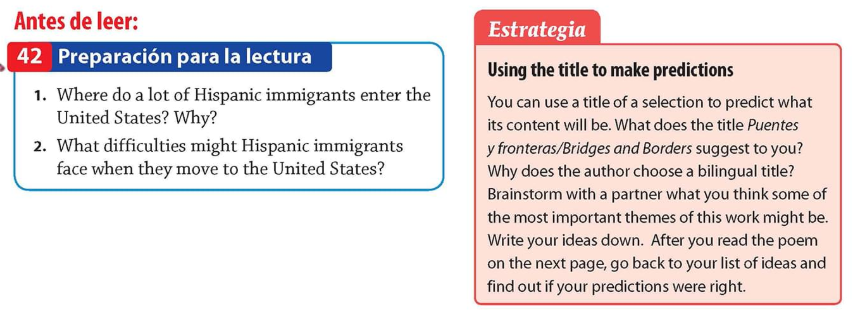 Antes de leer:
42 Preparación para la lectura
1. Where do a lot of Hispanic immigrants enter the
United States? Why?
2. What difficulties might Hispanic immigrants
face when they move to the United States?
Estrategia
Using the title to make predictions
You can use a title of a selection to predict what
its content will be. What does the title Puentes
y fronteras/Bridges and Borders suggest to you?
Why does the author choose a bilingual title?
Brainstorm with a partner what you think some of
the most important themes of this work might be.
Write your ideas down. After you read the poem
on the next page, go back to your list of ideas and
find out if your predictions were right.